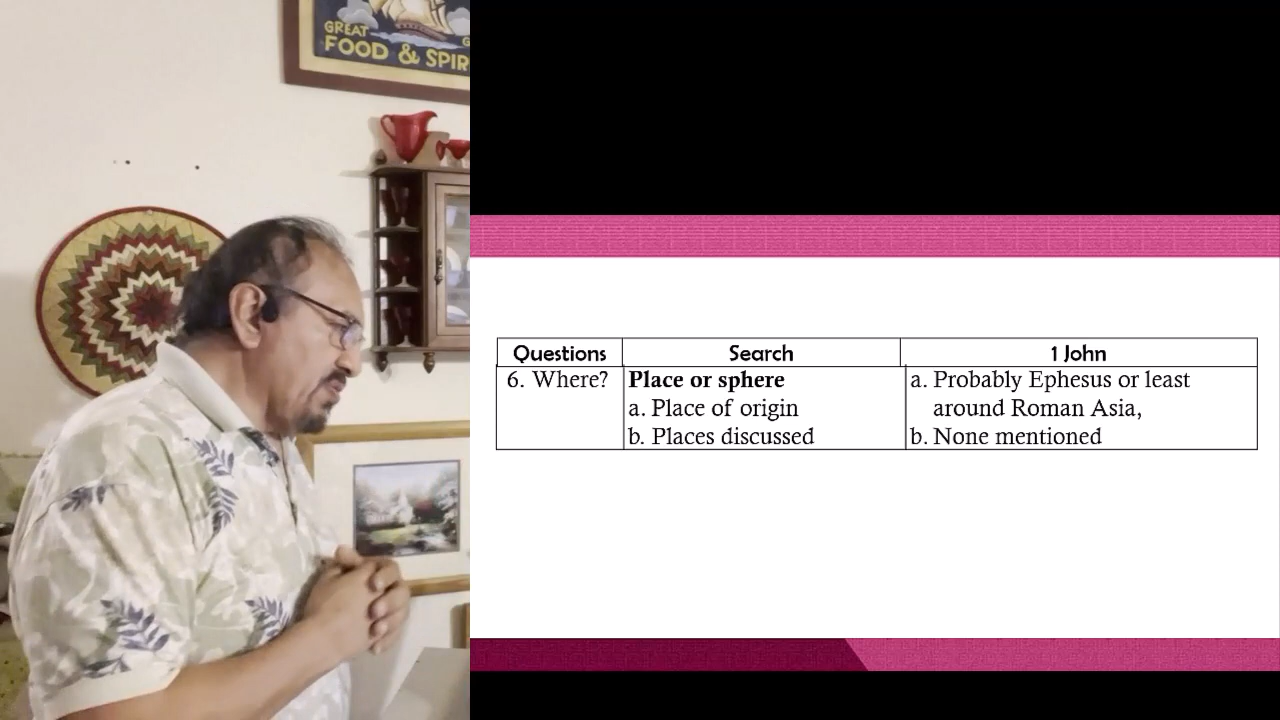 GREAT
FOOD & SPIR
Questions Search 1 John
6. Where? Place or sphere a. Probably Ephesus or least
a. Place of origin around Roman Asia,
b. Places discussed b. None mentioned